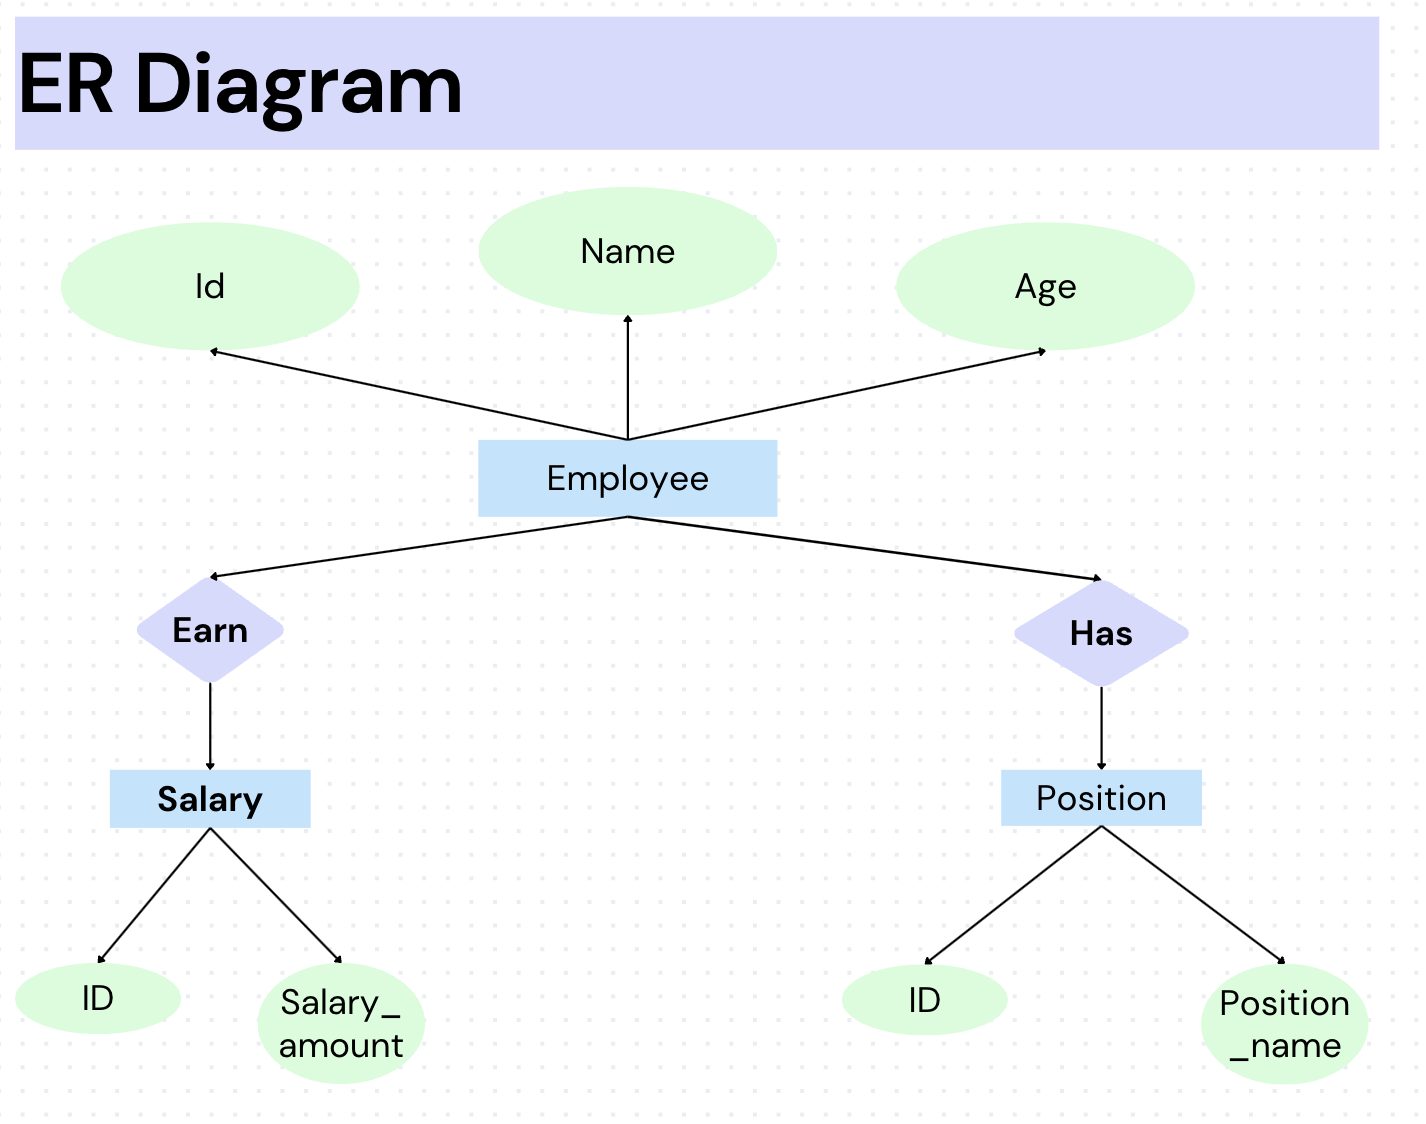 ER Diagram
Name
Id
Age
Employee
Earn
Has
Salary
Position
ID
Salary_
amount
ID
Position
_name